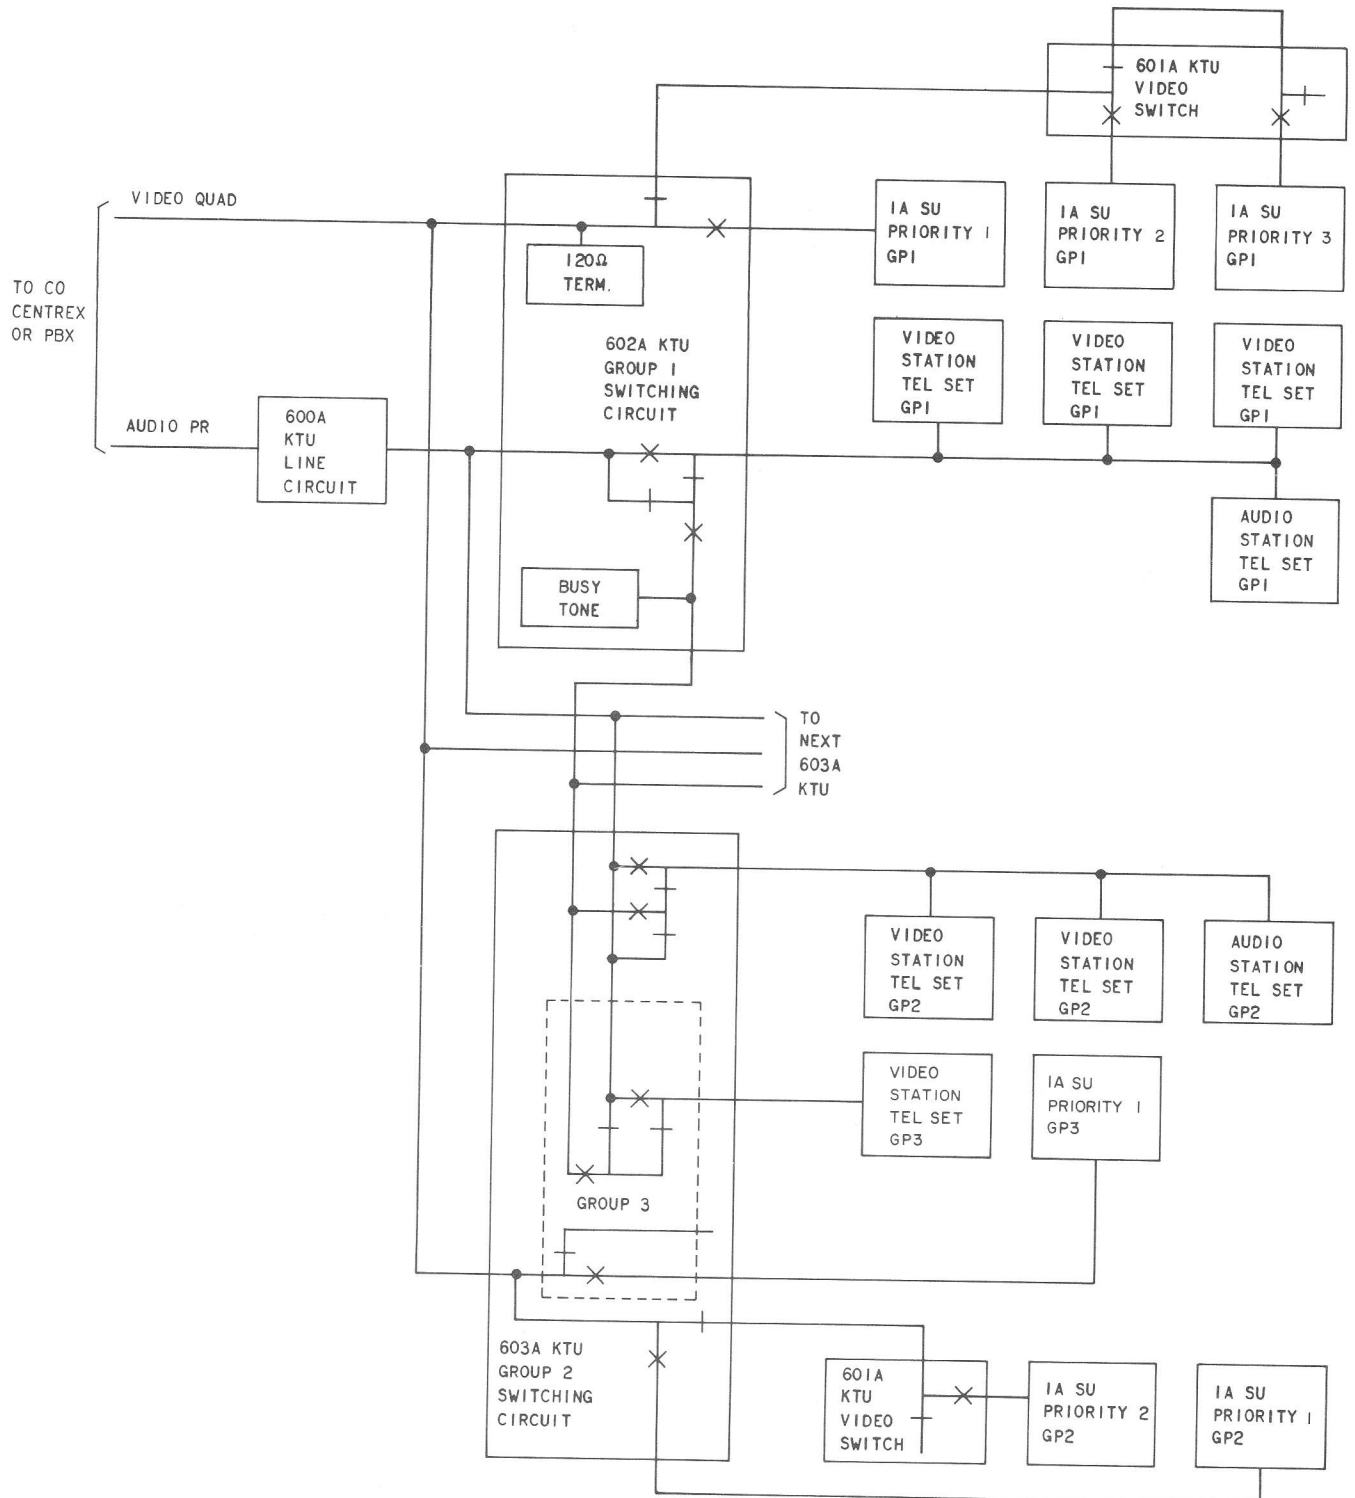 601A KTU
VIDEO
SWITCH
VIDEO QUAD
1A SU
PRIORITY 1
GP1
1A SU
PRIORITY 2
GP1
1A SU
PRIORITY 3
GP1
120Ω
TERM.
TO CO
CENTREX
OR PBX
602A KTU
GROUP 1
SWITCHING
CIRCUIT
VIDEO
STATION
TEL SET
GP1
VIDEO
STATION
TEL SET
GP1
VIDEO
STATION
TEL SET
GP1
AUDIO PR
600A
KTU
LINE
CIRCUIT
AUDIO
STATION
TEL SET
GP1
BUSY
TONE
TO
NEXT
603A
KTU
VIDEO
STATION
TEL SET
GP2
VIDEO
STATION
TEL SET
GP2
AUDIO
STATION
TEL SET
GP2
VIDEO
STATION
TEL SET
GP3
1A SU
PRIORITY 1
GP3
GROUP 3
603A KTU
GROUP 2
SWITCHING
CIRCUIT
601A
KTU
VIDEO
SWITCH
1A SU
PRIORITY 2
GP2
1A SU
PRIORITY 1
GP2